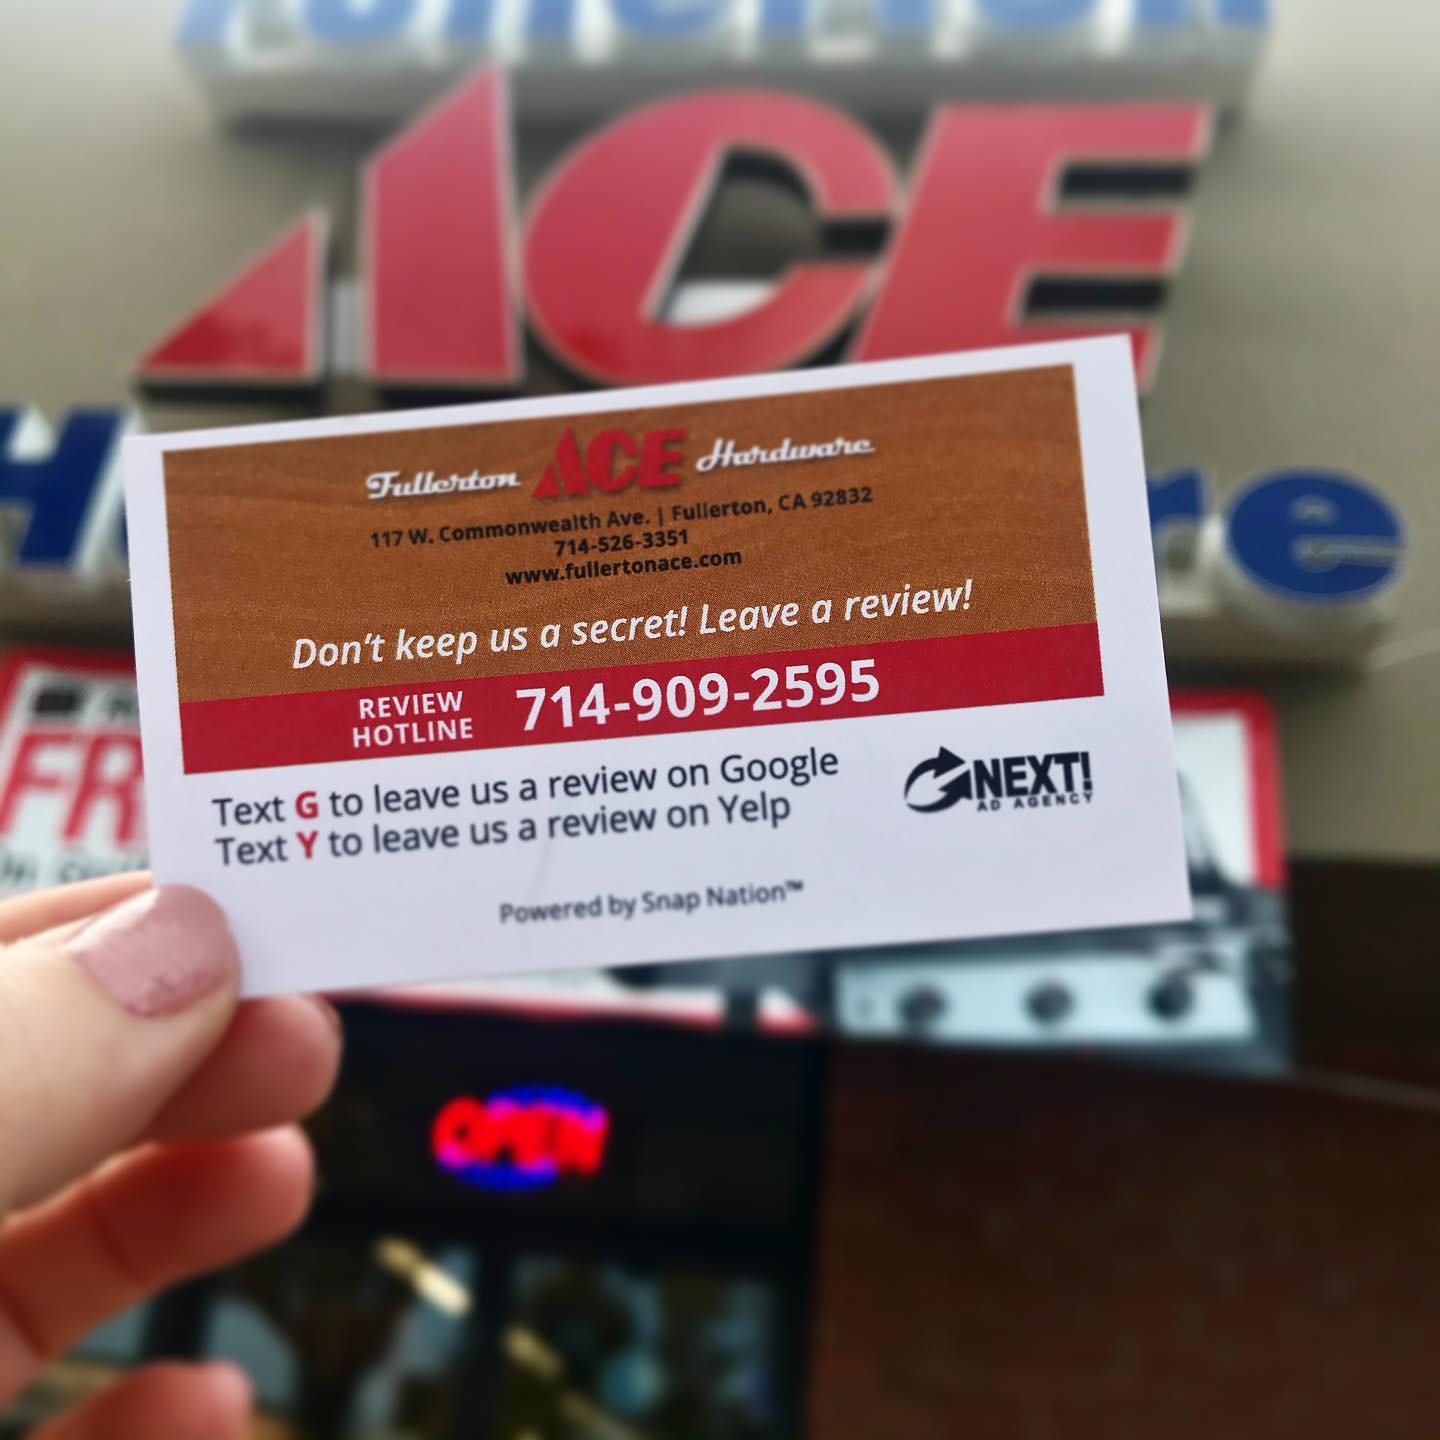 Fullerton
ACE
Fullerton ACE Hardware
117 W. Commonwealth Ave. | Fullerton, CA 92832
714-526-3351
www.fullertonace.com
Don't keep us a secret! Leave a review!
REVIEW HOTLINE 714-909-2595
Text G to leave us a review on Google
Text Y to leave us a review on Yelp
NEXT!
AD AGENCY
Powered by Snap Nation™
OPEN